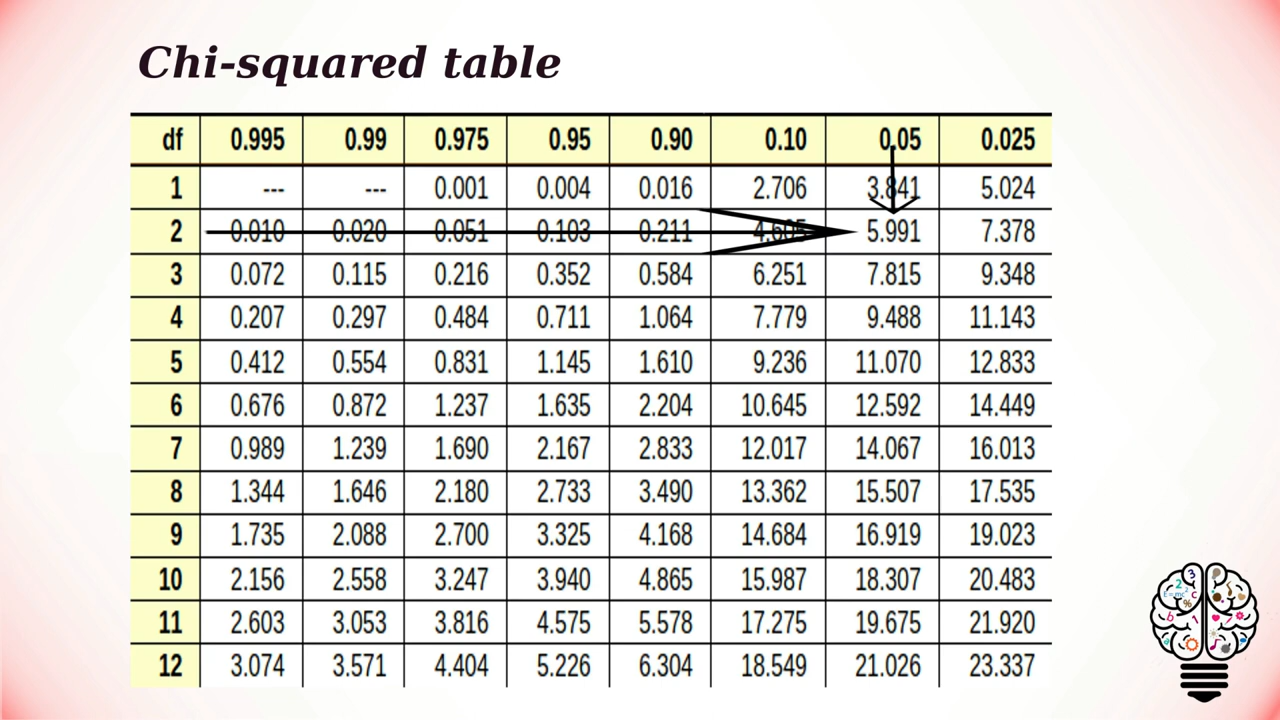 Chi-squared table
df 0.995 0.99 0.975 0.95 0.90 0.10 0.05 0.025
1 --- --- 0.001 0.004 0.016 2.706 3.841 5.024
2 0.010 0.020 0.051 0.103 0.211 4.605 5.991 7.378
3 0.072 0.115 0.216 0.352 0.584 6.251 7.815 9.348
4 0.207 0.297 0.484 0.711 1.064 7.779 9.488 11.143
5 0.412 0.554 0.831 1.145 1.610 9.236 11.070 12.833
6 0.676 0.872 1.237 1.635 2.204 10.645 12.592 14.449
7 0.989 1.239 1.690 2.167 2.833 12.017 14.067 16.013
8 1.344 1.646 2.180 2.733 3.490 13.362 15.507 17.535
9 1.735 2.088 2.700 3.325 4.168 14.684 16.919 19.023
10 2.156 2.558 3.247 3.940 4.865 15.987 18.307 20.483
11 2.603 3.053 3.816 4.575 5.578 17.275 19.675 21.920
12 3.074 3.571 4.404 5.226 6.304 18.549 21.026 23.337